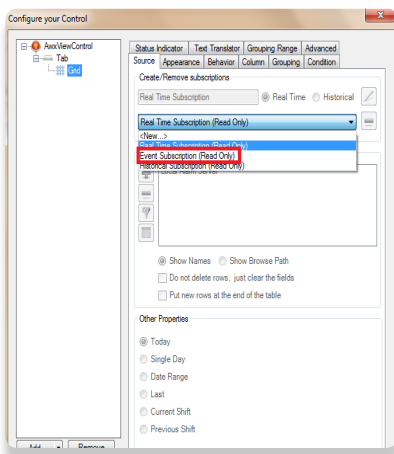 Configure your Control
AwxViewControl
Tab
Grid
Status Indicator Text Translator Grouping Range Advanced
Source Appearance Behavior Column Grouping Condition
Create/Remove subscriptions
Real Time Subscription Real Time Historical
Real Time Subscription (Read Only)
<New...>
Real Time Subscription (Read Only)
Event Subscription (Read Only)
Historical Subscription (Read Only)
Local Alarm Server
Show Names Show Browse Path
Do not delete rows, just clear the fields
Put new rows at the end of the table
Other Properties
Today
Single Day
Date Range
Last
Current Shift
Previous Shift
Add Remove